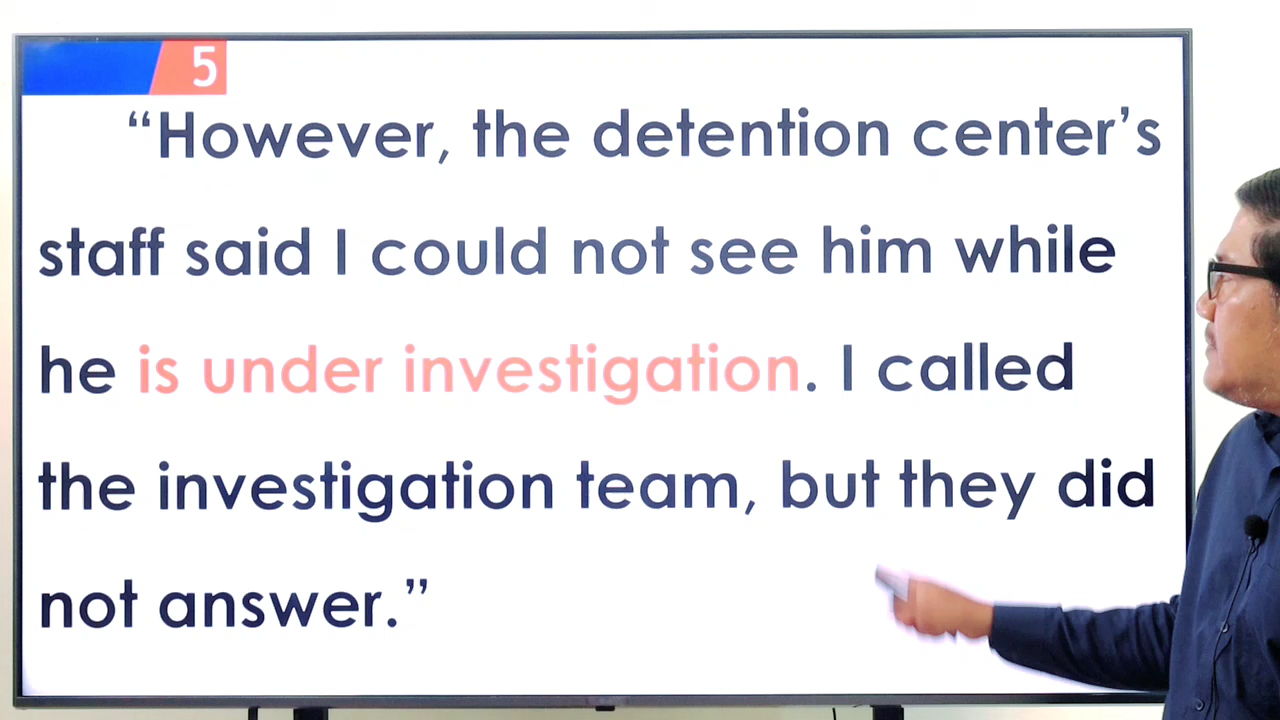 5
“However, the detention center’s
staff said I could not see him while
he is under investigation. I called
the investigation team, but they did
not answer.”